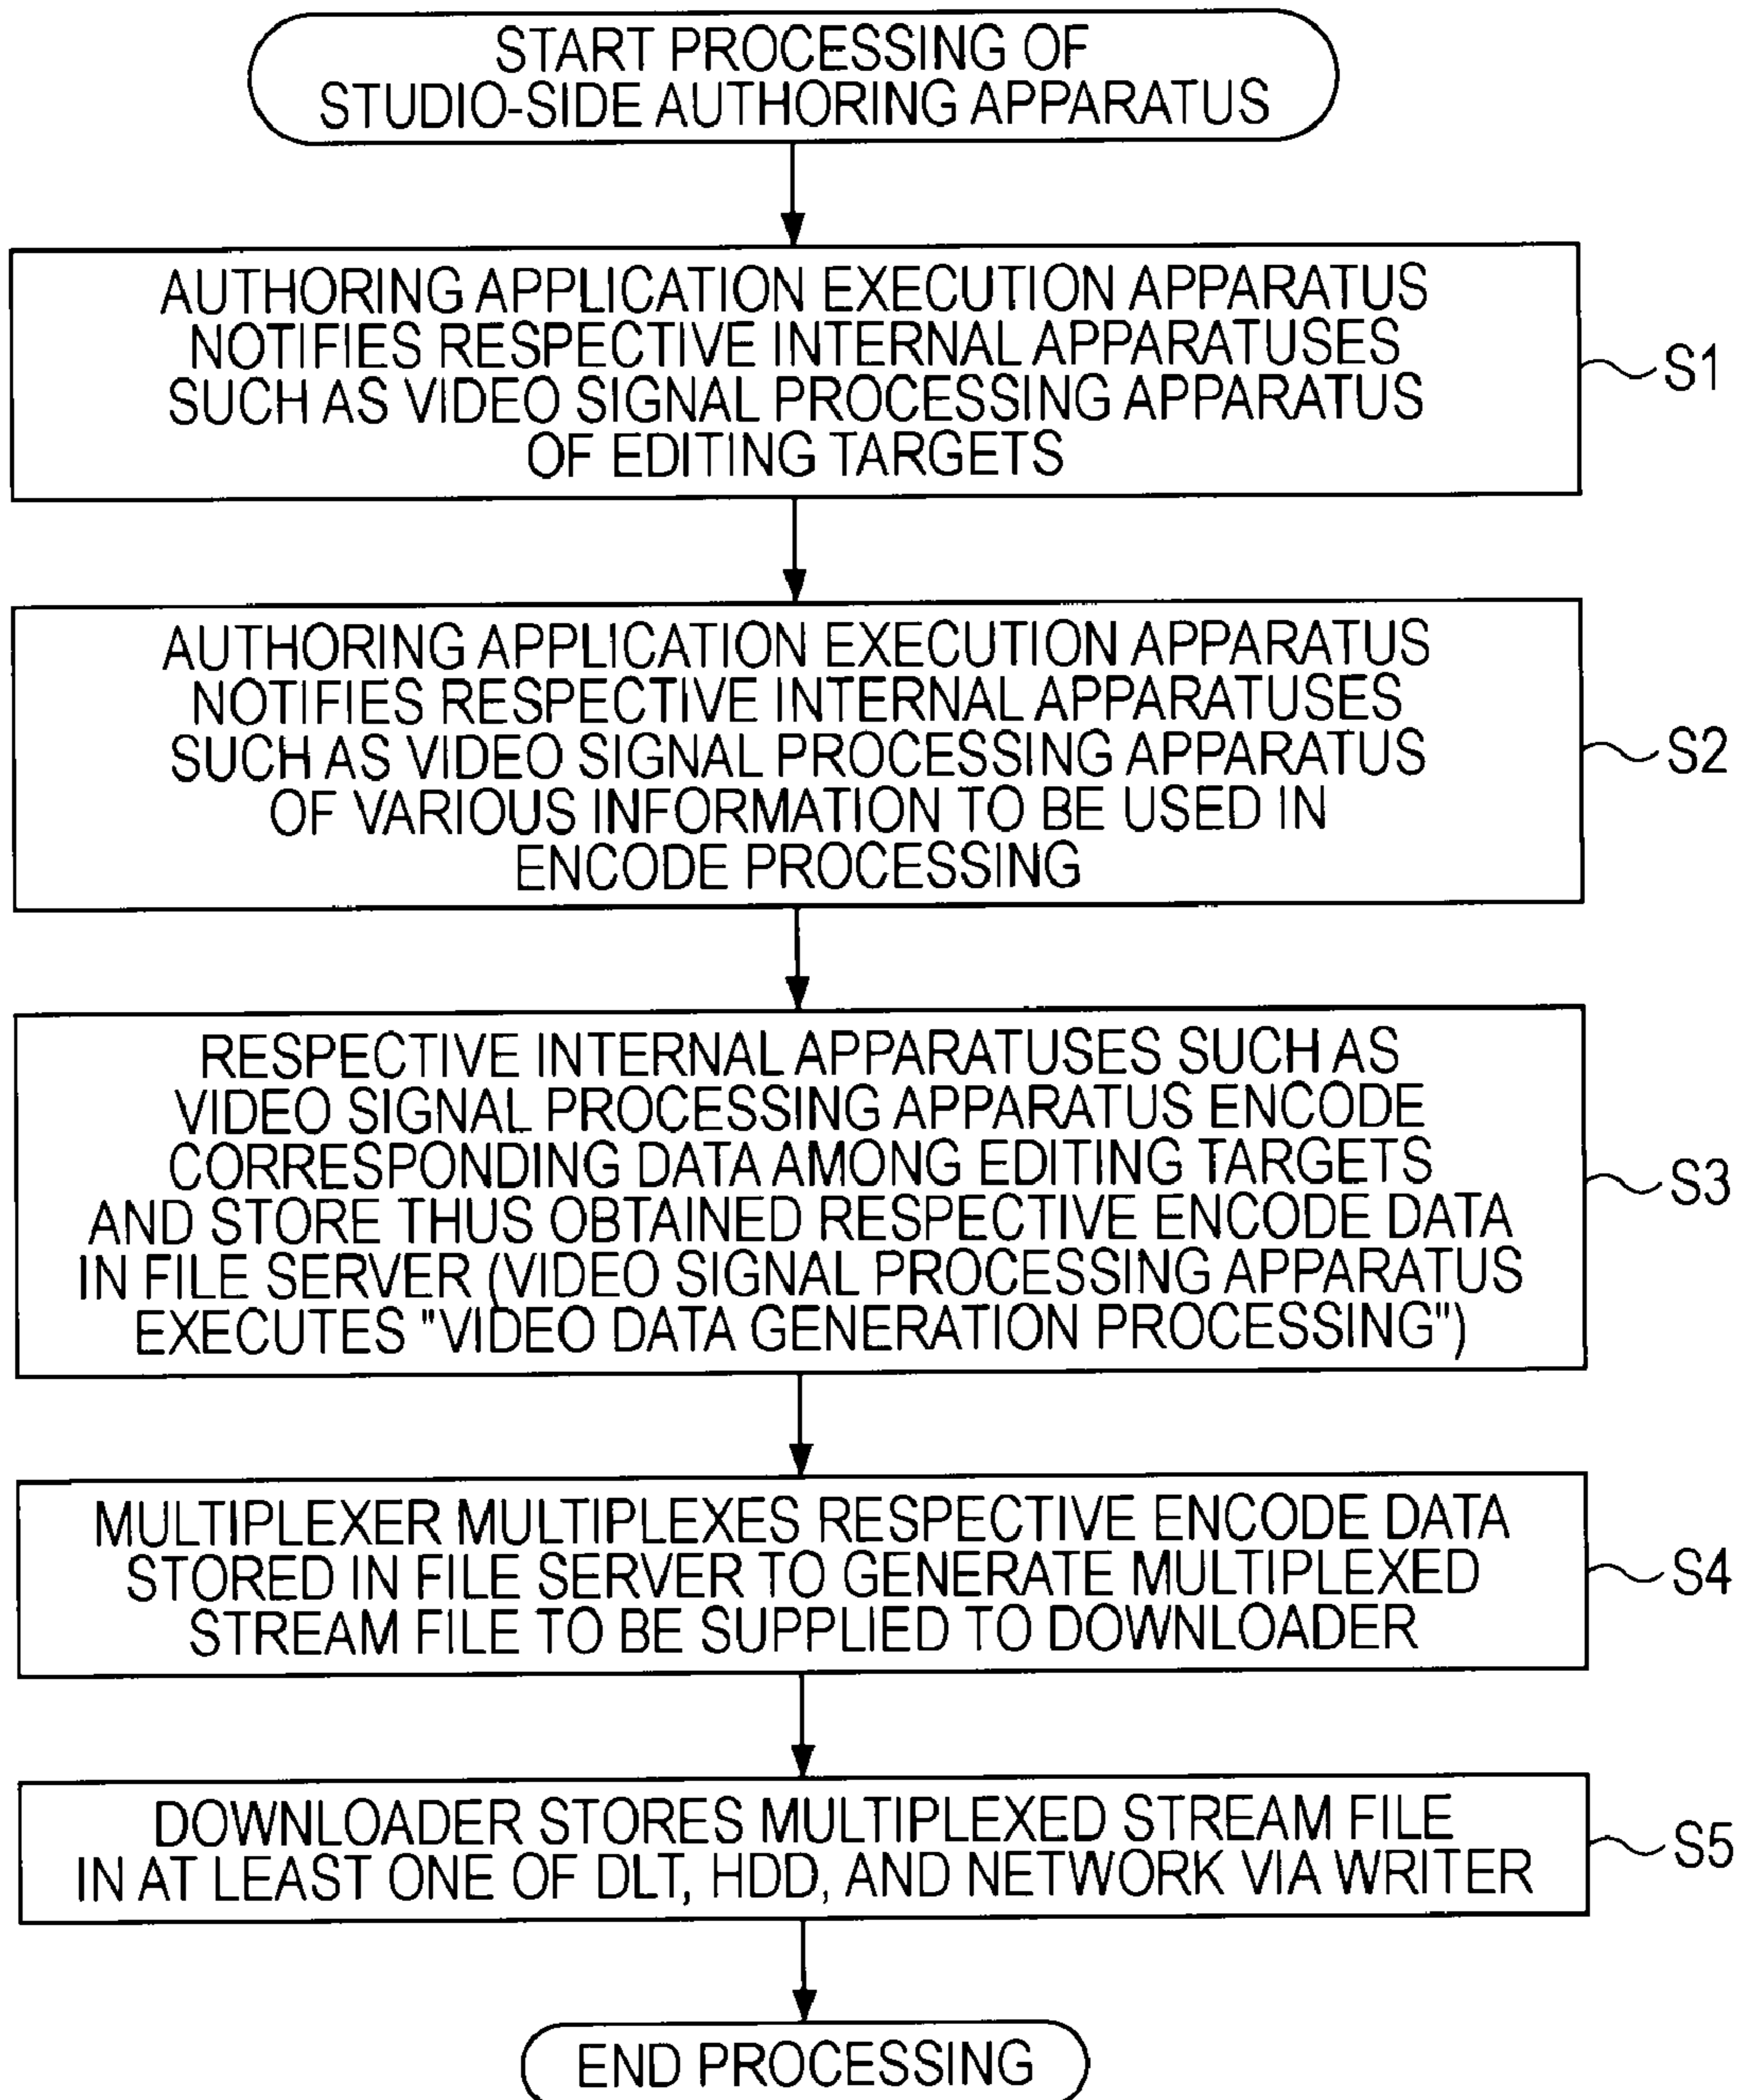 START PROCESSING OF
STUDIO-SIDE AUTHORING APPARATUS
AUTHORING APPLICATION EXECUTION APPARATUS
NOTIFIES RESPECTIVE INTERNAL APPARATUSES
SUCH AS VIDEO SIGNAL PROCESSING APPARATUS
OF EDITING TARGETS
S1
AUTHORING APPLICATION EXECUTION APPARATUS
NOTIFIES RESPECTIVE INTERNAL APPARATUSES
SUCH AS VIDEO SIGNAL PROCESSING APPARATUS
OF VARIOUS INFORMATION TO BE USED IN
ENCODE PROCESSING
S2
RESPECTIVE INTERNAL APPARATUSES SUCH AS
VIDEO SIGNAL PROCESSING APPARATUS ENCODE
CORRESPONDING DATA AMONG EDITING TARGETS
AND STORE THUS OBTAINED RESPECTIVE ENCODE DATA
IN FILE SERVER (VIDEO SIGNAL PROCESSING APPARATUS
EXECUTES "VIDEO DATA GENERATION PROCESSING")
S3
MULTIPLEXER MULTIPLEXES RESPECTIVE ENCODE DATA
STORED IN FILE SERVER TO GENERATE MULTIPLEXED
STREAM FILE TO BE SUPPLIED TO DOWNLOADER
S4
DOWNLOADER STORES MULTIPLEXED STREAM FILE
IN AT LEAST ONE OF DLT, HDD, AND NETWORK VIA WRITER
S5
END PROCESSING